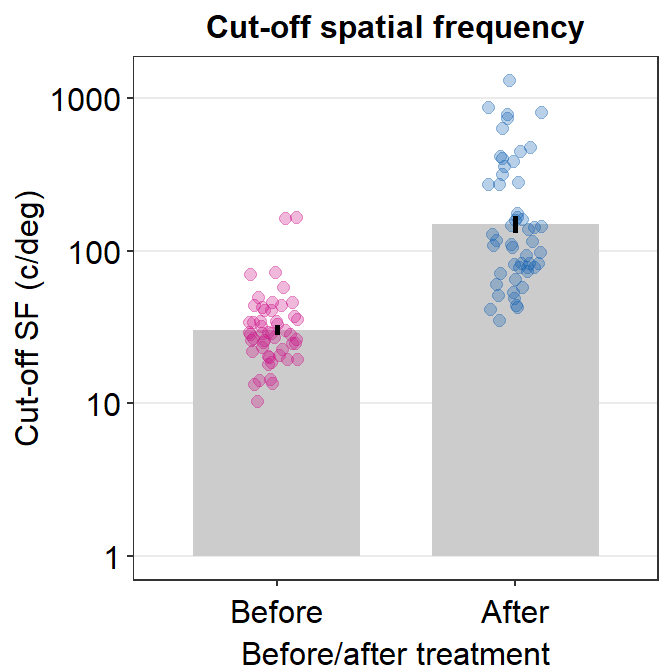 Cut-off spatial frequency
Cut-off SF (c/deg)
1000
100
10
1
Before
After
Before/after treatment